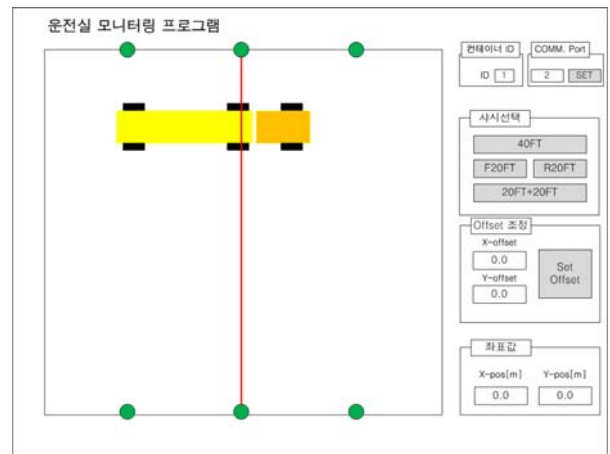 운전실 모니터링 프로그램
컨테이너 ID
ID 1
COMM. Port
2 SET
샤시선택
40FT
F20FT R20FT
20FT+20FT
Offset 조정
X-offset
0.0
Y-offset
0.0
Set
Offset
좌표값
X-pos[m] Y-pos[m]
0.0 0.0